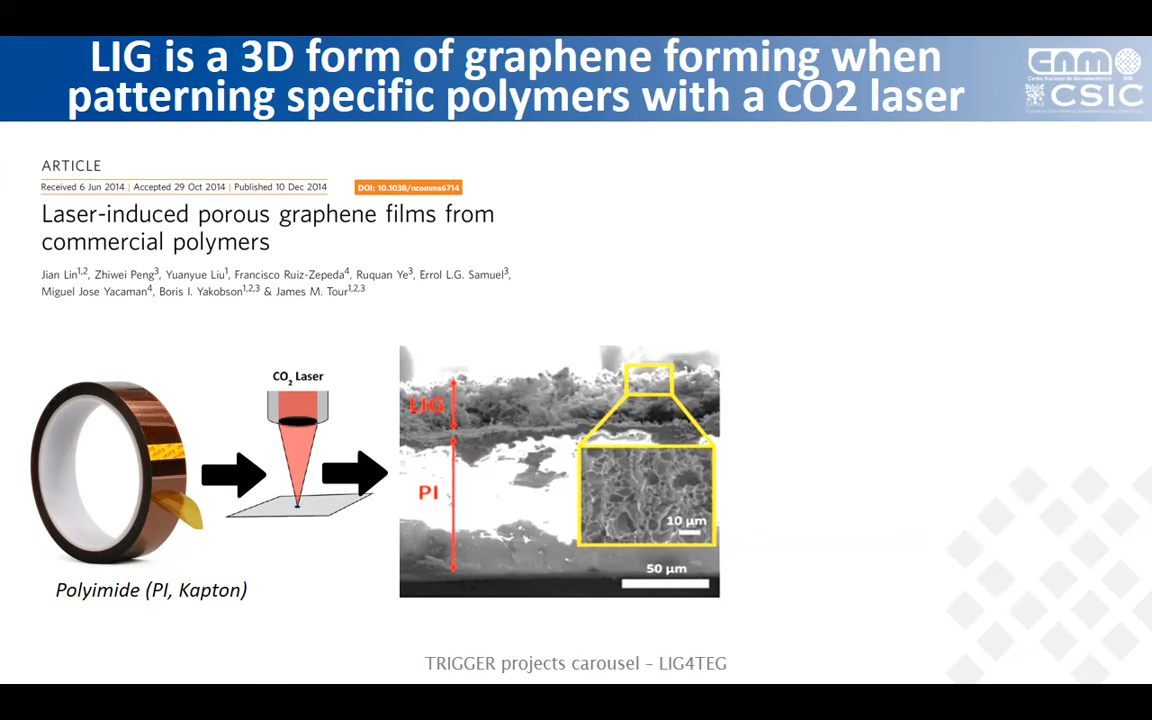 LIG is a 3D form of graphene forming when
patterning specific polymers with a CO2 laser
cnm
CSIC
ARTICLE
Received 6 Jun 2014 | Accepted 29 Oct 2014 | Published 10 Dec 2014
DOI: 10.1038/ncomms6714
Laser-induced porous graphene films from
commercial polymers
Jian Lin1,2, Zhiwei Peng3, Yuanyue Liu1, Francisco Ruiz-Zepeda4, Ruquan Ye3, Errol L.G. Samuel3,
Miguel Jose Yacaman4, Boris I. Yakobson1,2,3 & James M. Tour1,2,3
CO2 Laser
LIG
PI
10 µm
50 µm
Polyimide (PI, Kapton)
TRIGGER projects carousel – LIG4TEG